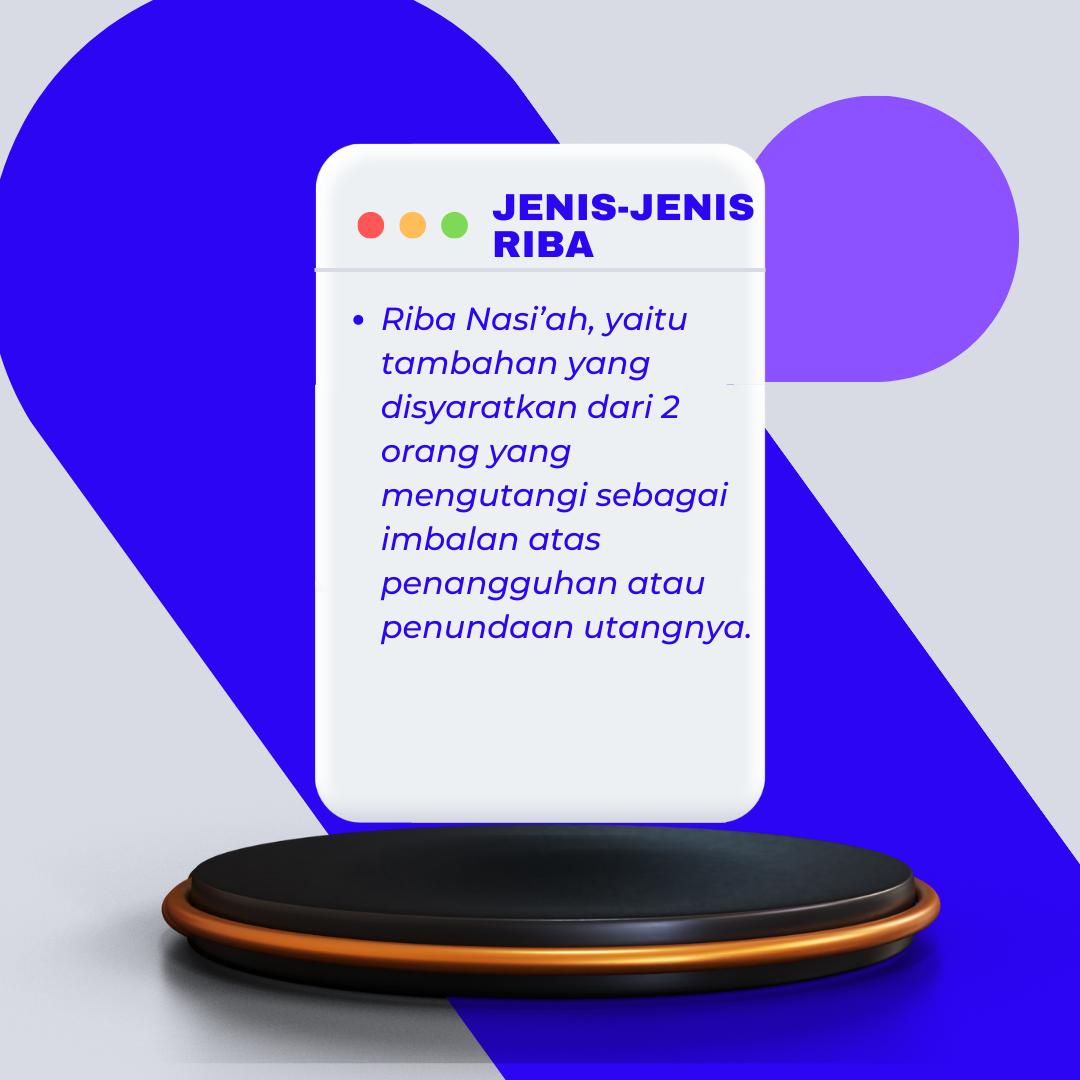 JENIS-JENIS
RIBA
• Riba Nasi’ah, yaitu
tambahan yang
disyaratkan dari 2
orang yang
mengutangi sebagai
imbalan atas
penangguhan atau
penundaan utangnya.